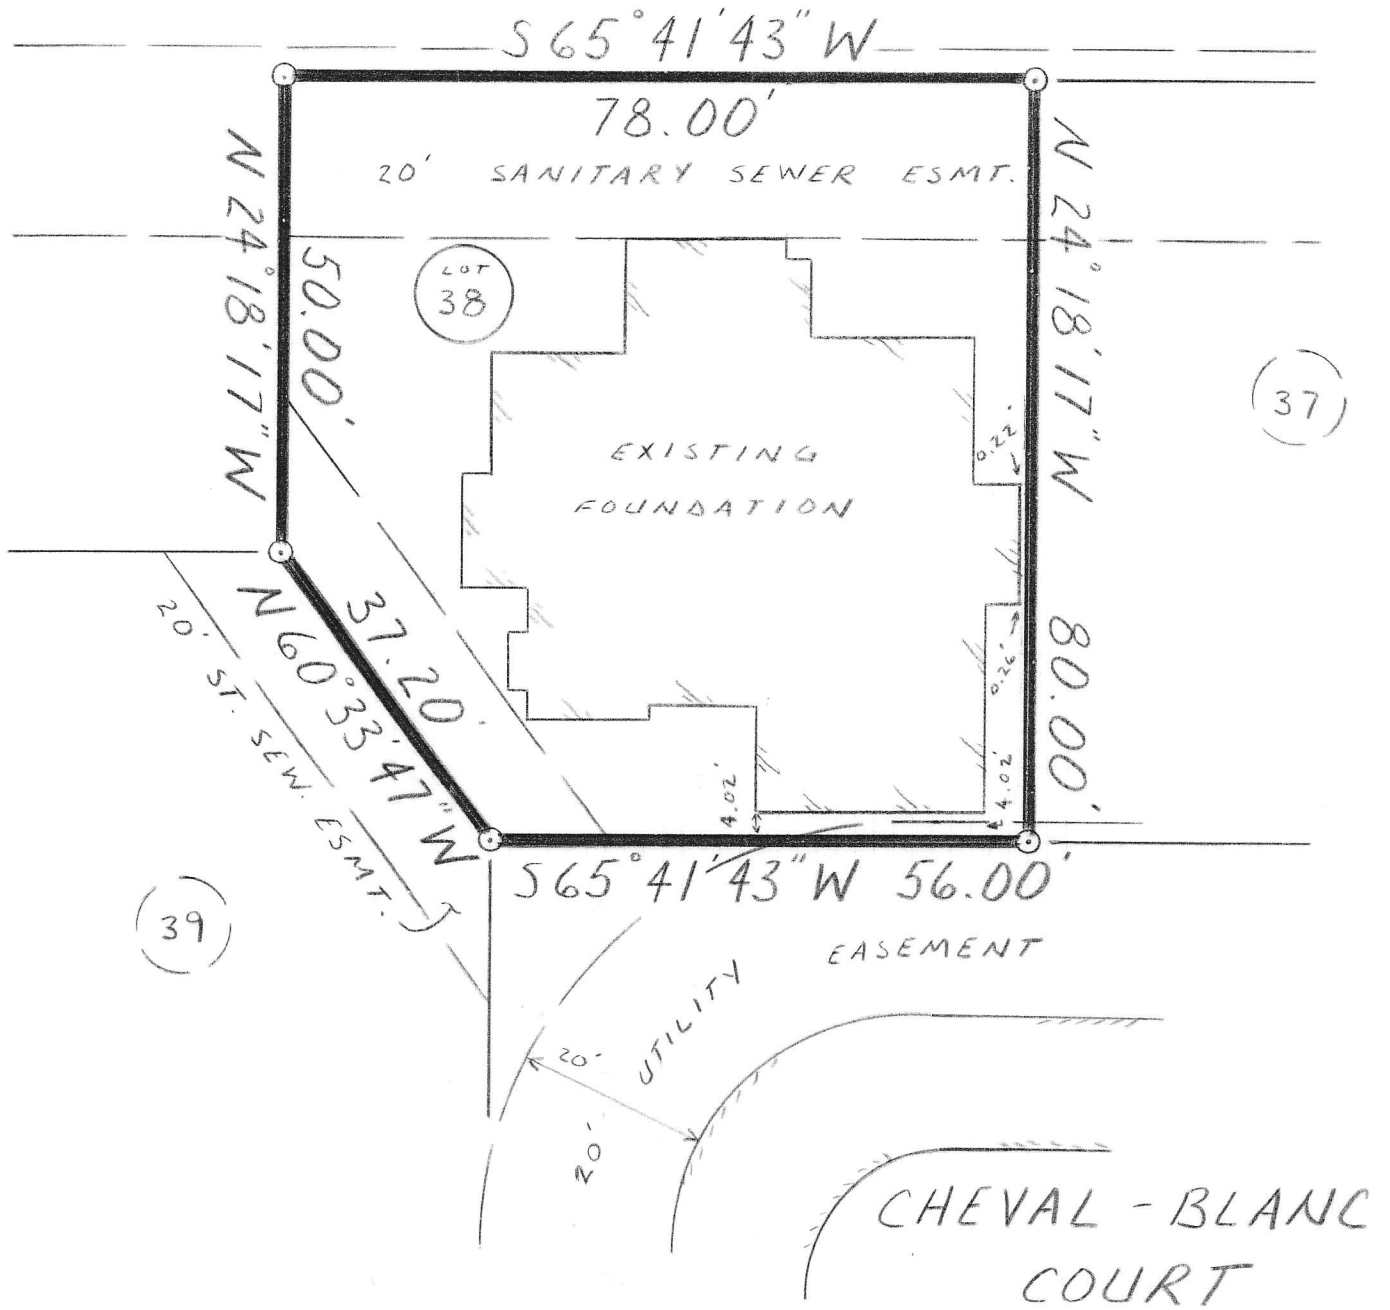 S 65° 41' 43" W
78.00'
20' SANITARY SEWER ESMT.
N 24° 18' 17" W
50.00'
LOT
38
N 24° 18' 17" W
80.00'
37
EXISTING
FOUNDATION
0.22'
0.26'
4.02'
4.02'
N 60° 33' 47" W
37.20'
20' ST. SEW. ESMT.
39
S 65° 41' 43" W 56.00'
UTILITY EASEMENT
20'
20'
CHEVAL - BLANC
COURT